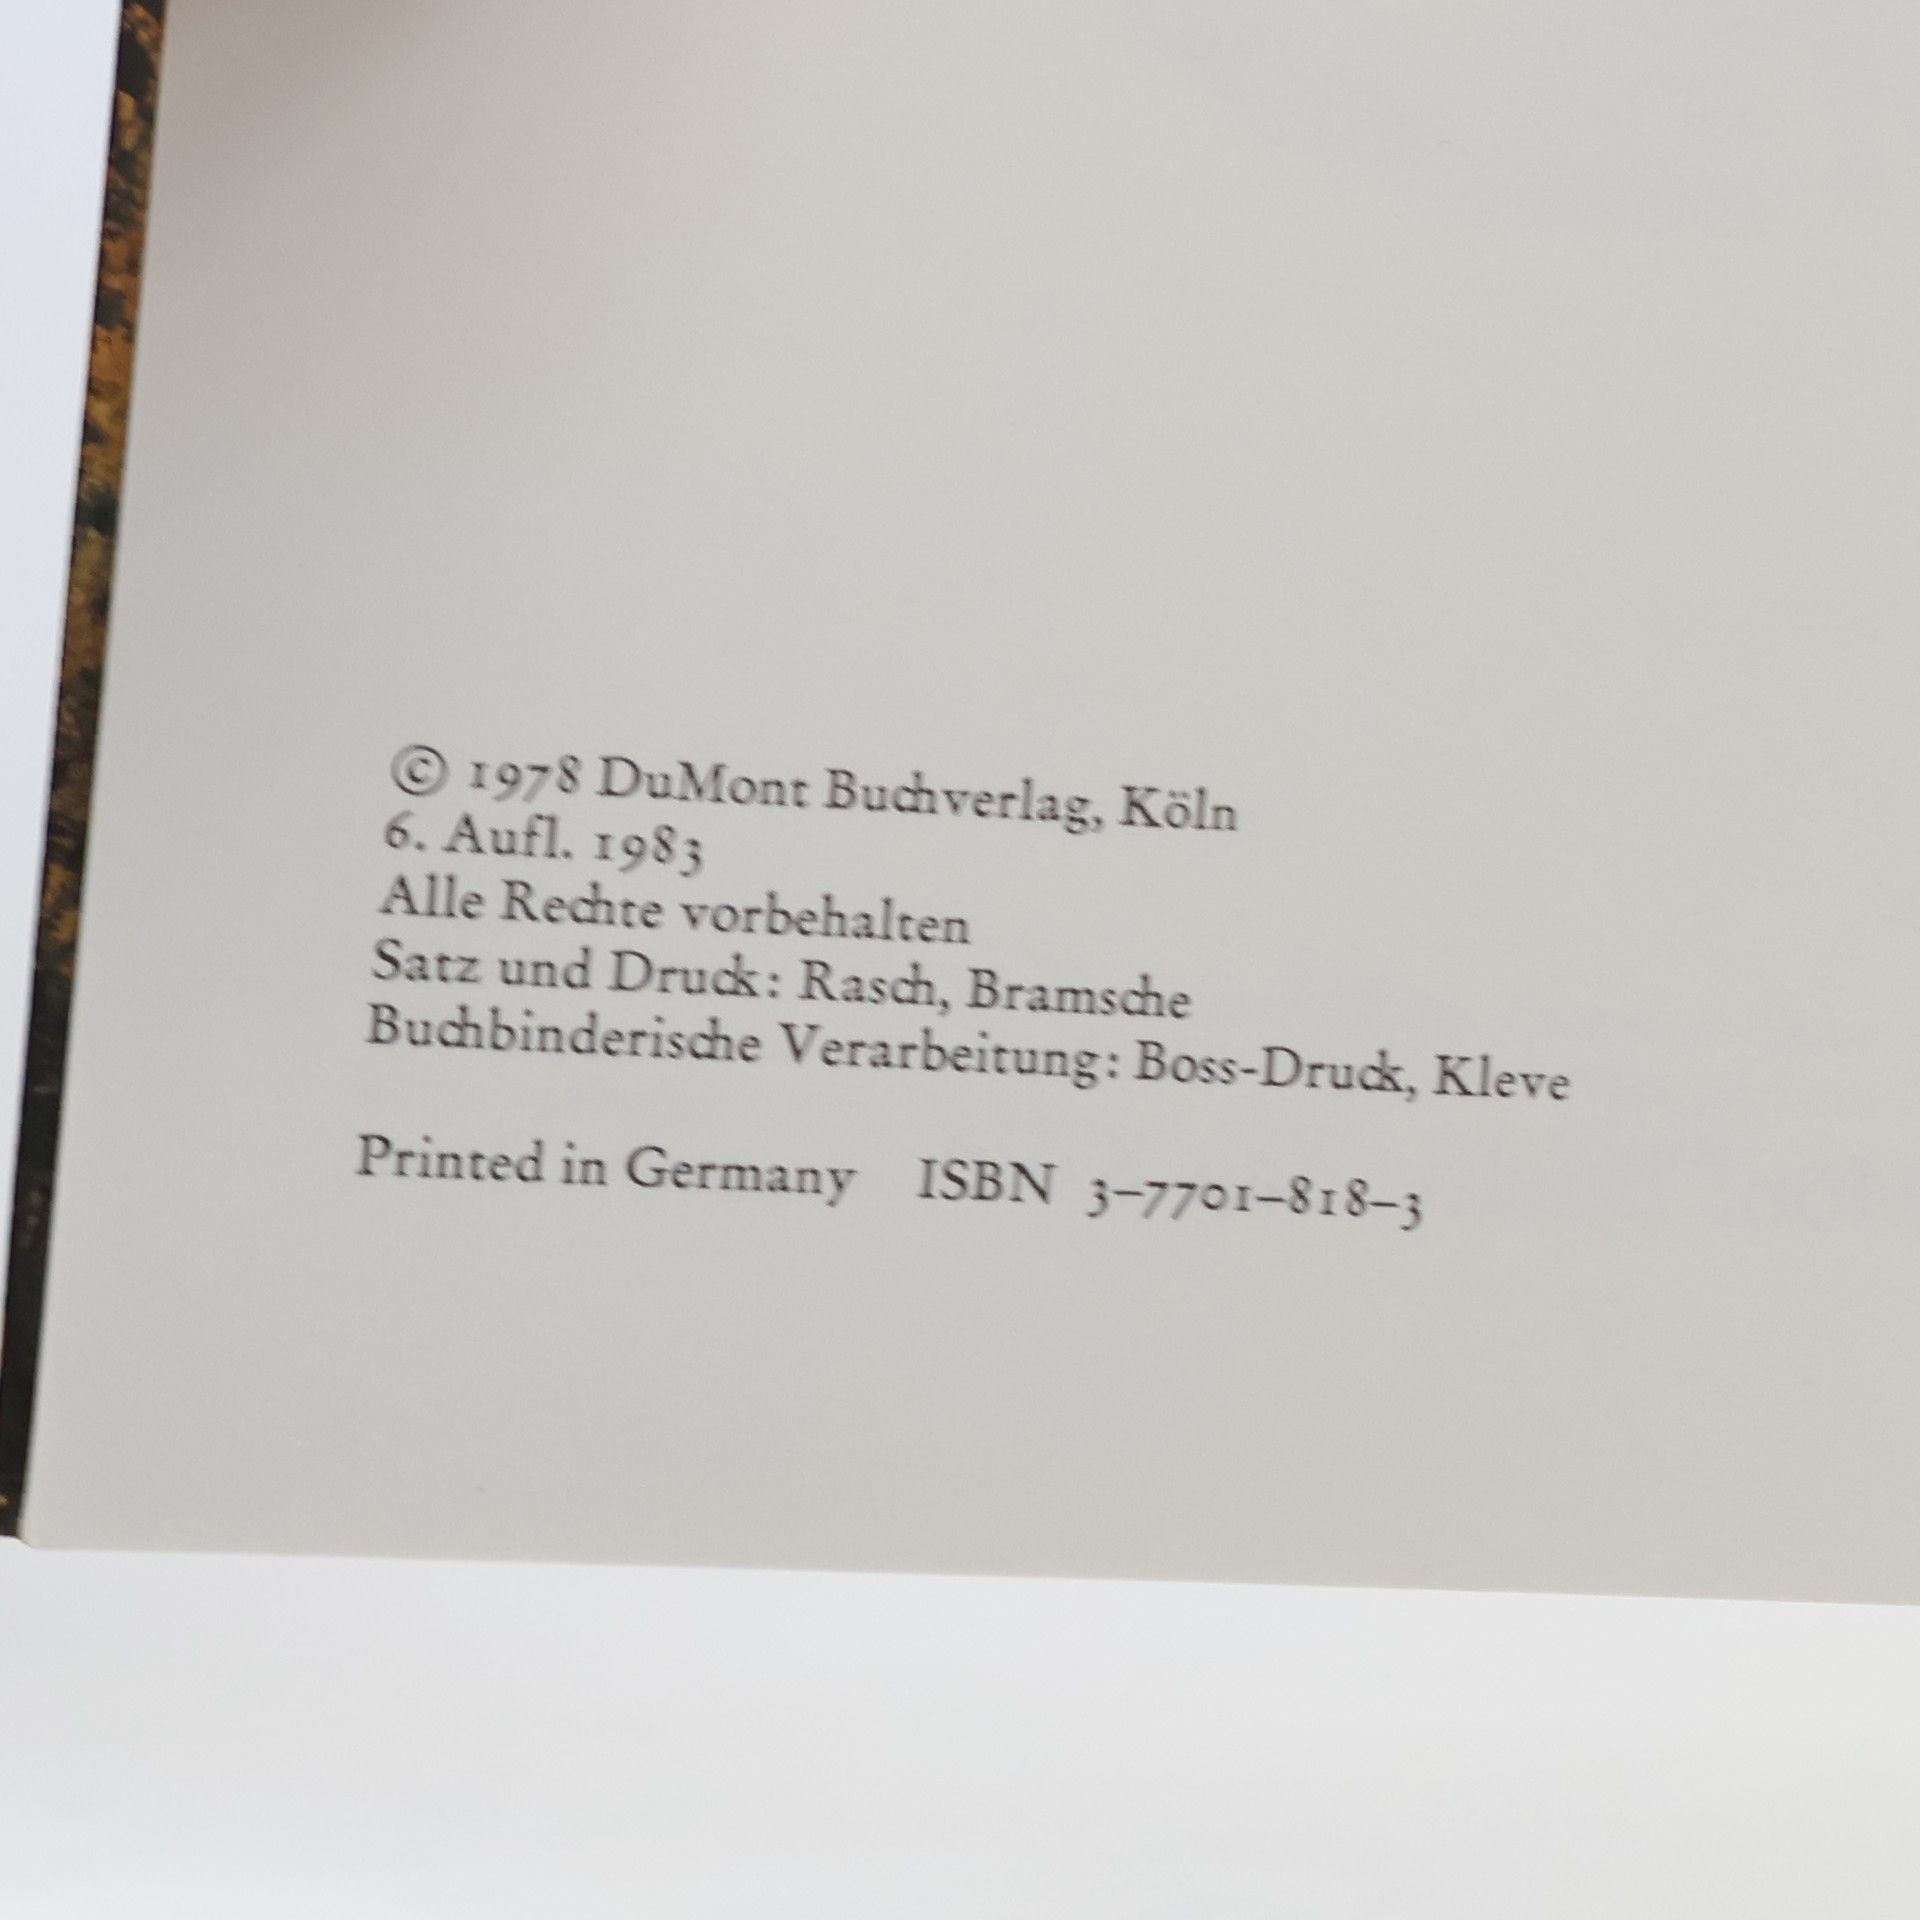 © 1978 DuMont Buchverlag, Köln
6. Aufl. 1983
Alle Rechte vorbehalten
Satz und Druck: Rasch, Bramsche
Buchbinderische Verarbeitung: Boss-Druck, Kleve
Printed in Germany ISBN 3–7701–818–3